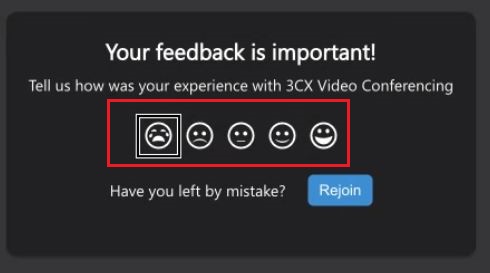 Your feedback is important!
Tell us how was your experience with 3CX Video Conferencing
Have you left by mistake? Rejoin